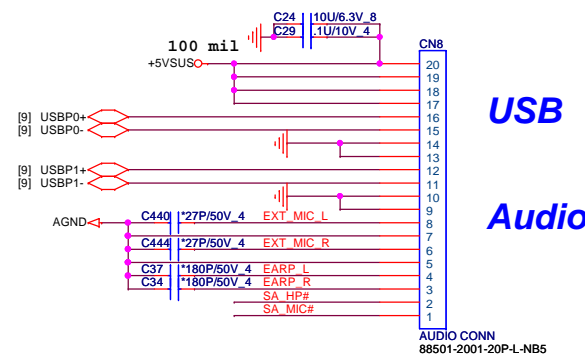 C24 10U/6.3V_8
C29 .1U/10V_4
CN8
100 mil
+5VSUS
20
19
18
17
[9] USBP0+ 16
[9] USBP0- 15
14
13
[9] USBP1+ 12
[9] USBP1- 11
10
9
AGND C440 *27P/50V_4 EXT_MIC_L 8
7
C444 *27P/50V_4 EXT_MIC_R 6
5
C37 *180P/50V_4 EARP_L 4
C34 *180P/50V_4 EARP_R 3
SA_HP# 2
SA_MIC# 1
USB
Audio
AUDIO CONN
88501-2001-20P-L-NB5